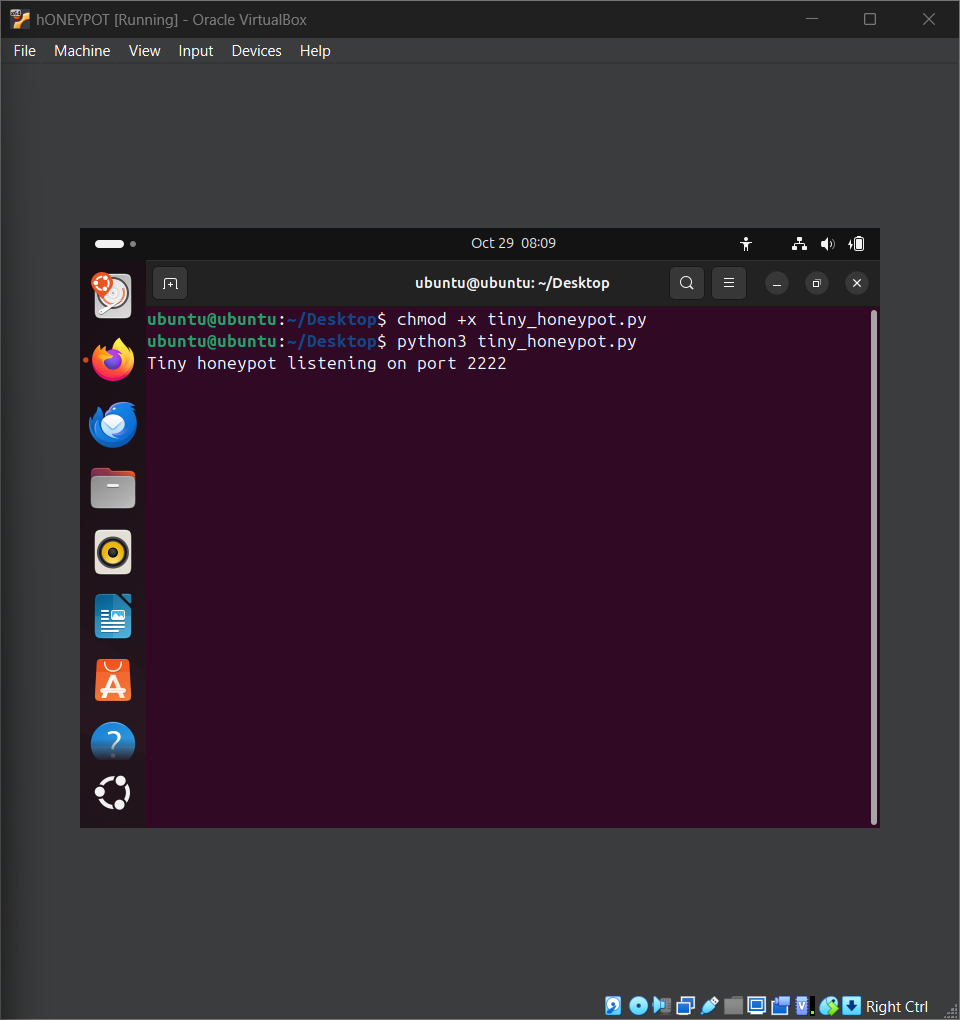 hONEYPOT [Running] - Oracle VirtualBox
File Machine View Input Devices Help
Oct 29 08:09
ubuntu@ubuntu: ~/Desktop
ubuntu@ubuntu:~/Desktop$ chmod +x tiny_honeypot.py
ubuntu@ubuntu:~/Desktop$ python3 tiny_honeypot.py
Tiny honeypot listening on port 2222
Right Ctrl